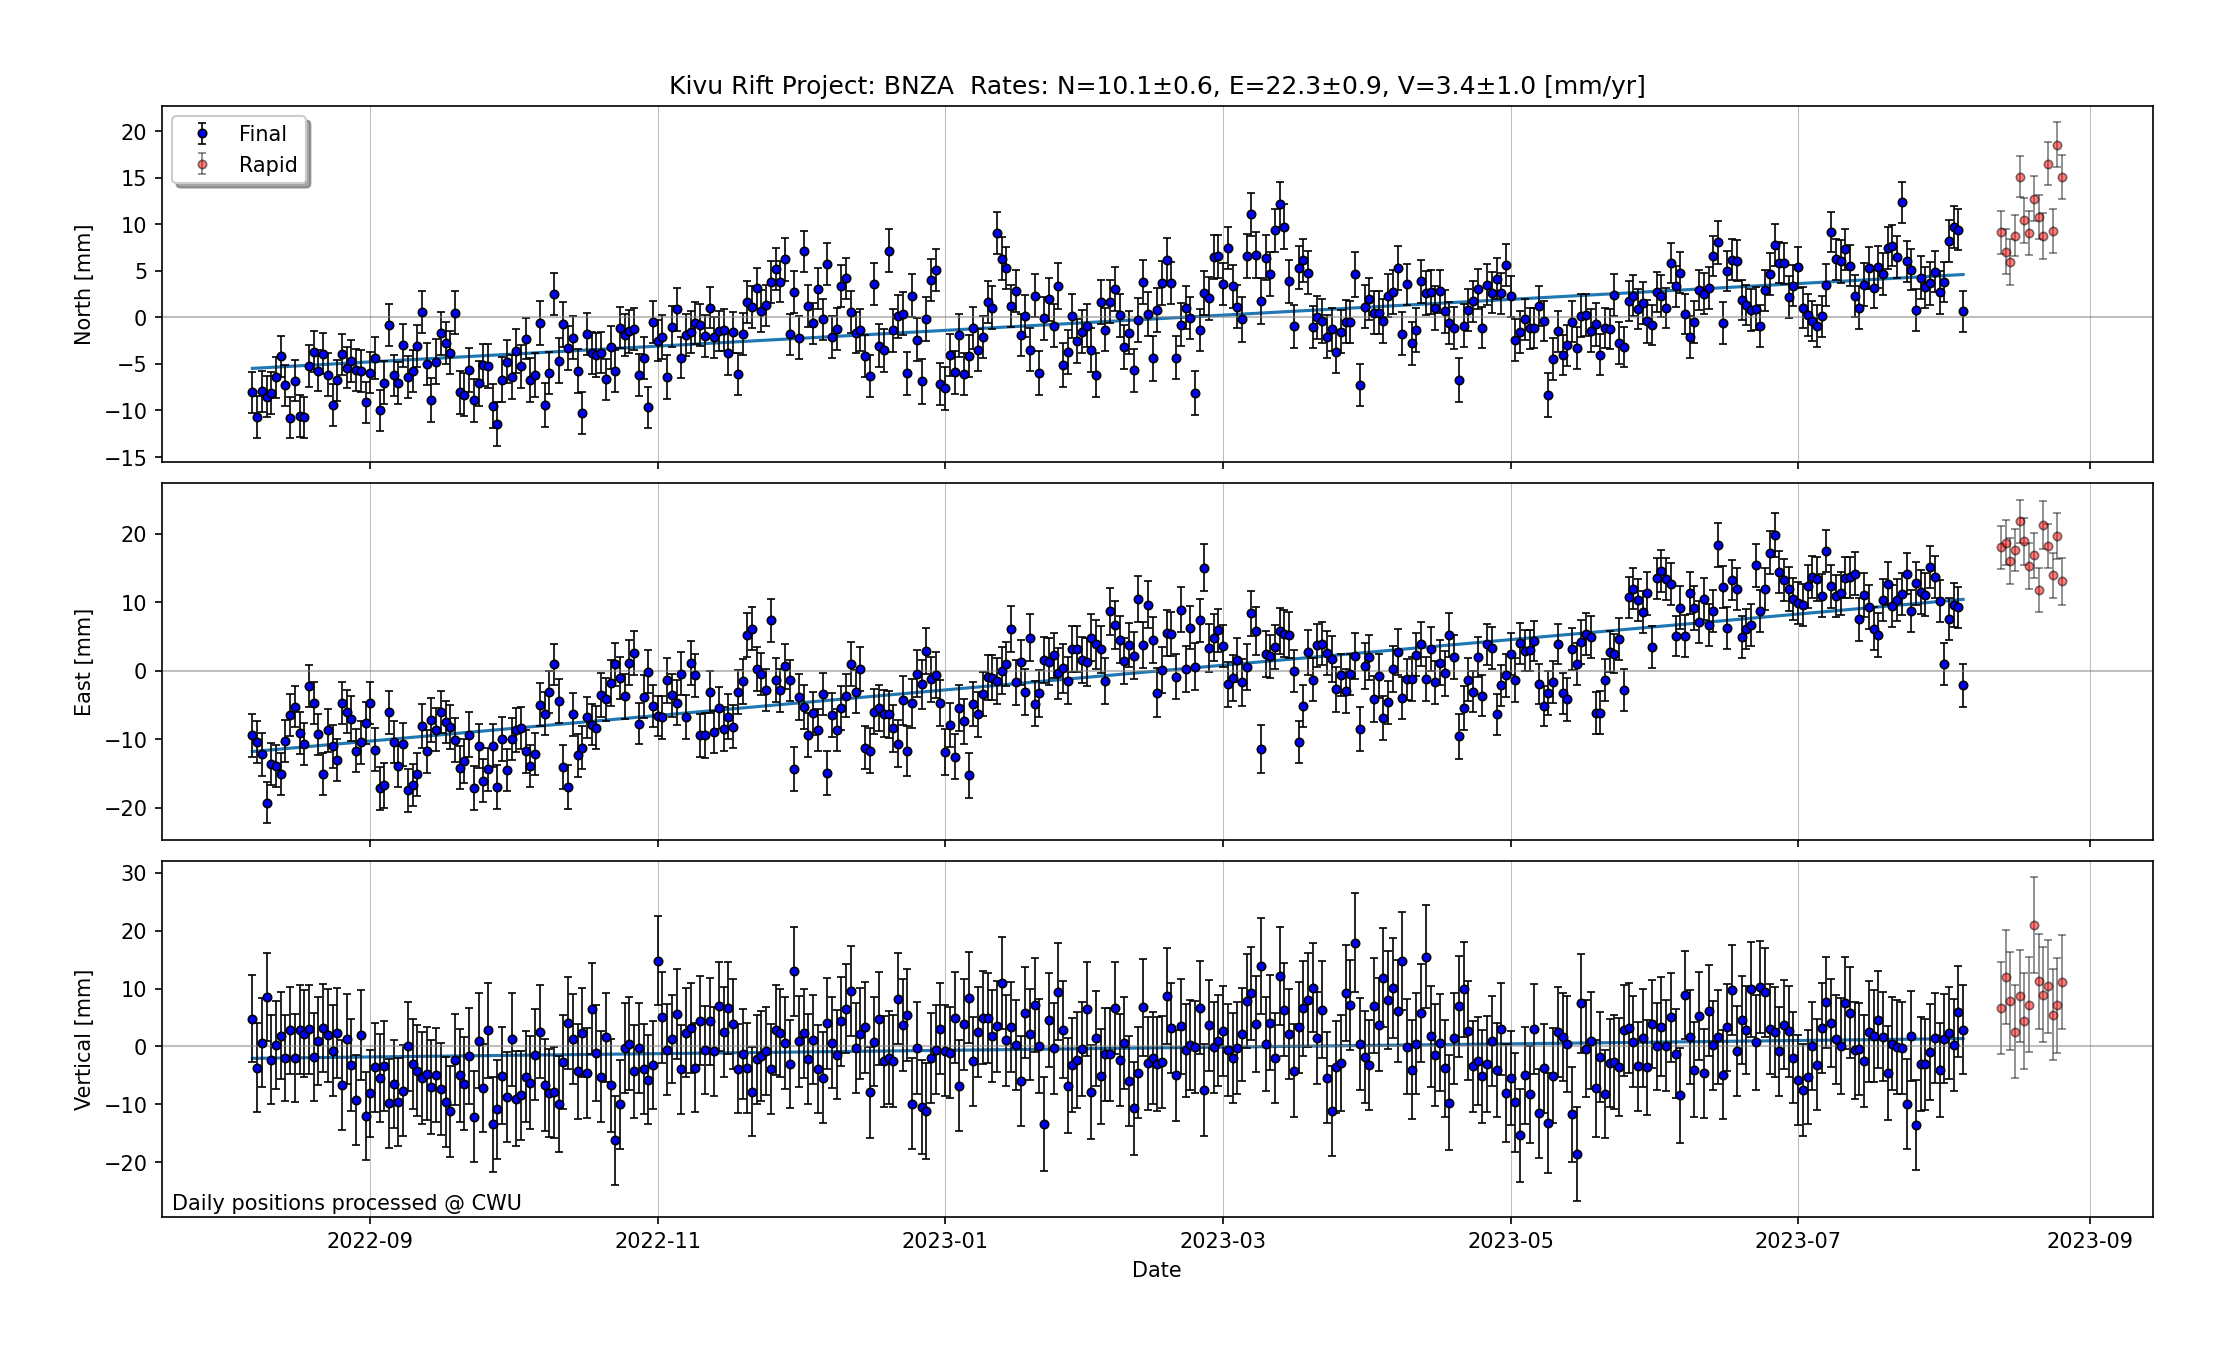 Kivu Rift Project: BNZA  Rates: N=10.1±0.6, E=22.3±0.9, V=3.4±1.0 [mm/yr]
Final
Rapid
North [mm]
20
15
10
5
0
−5
−10
−15
East [mm]
20
10
0
−10
−20
Vertical [mm]
30
20
10
0
−10
−20
Daily positions processed @ CWU
2022-09 2022-11 2023-01 2023-03 2023-05 2023-07 2023-09
Date